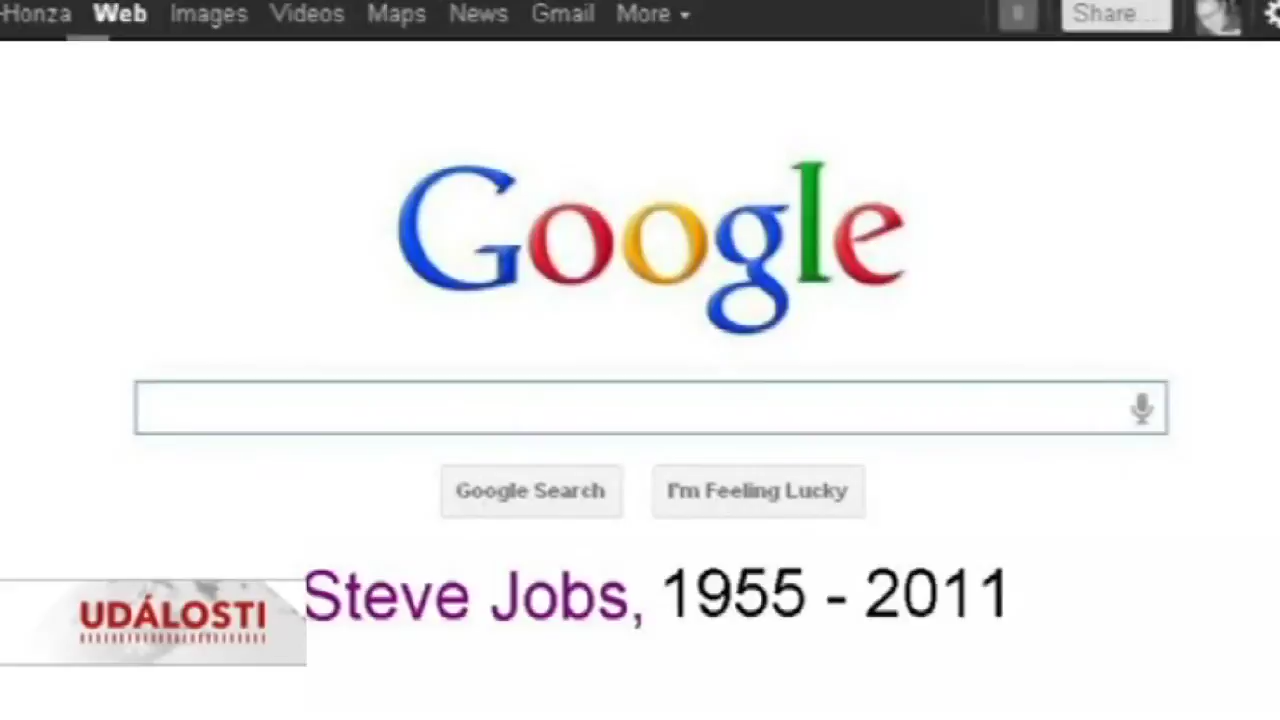 +Honza Web Images Videos Maps News Gmail More Share...
Google
Google Search I'm Feeling Lucky
Steve Jobs, 1955 - 2011
UDÁLOSTI